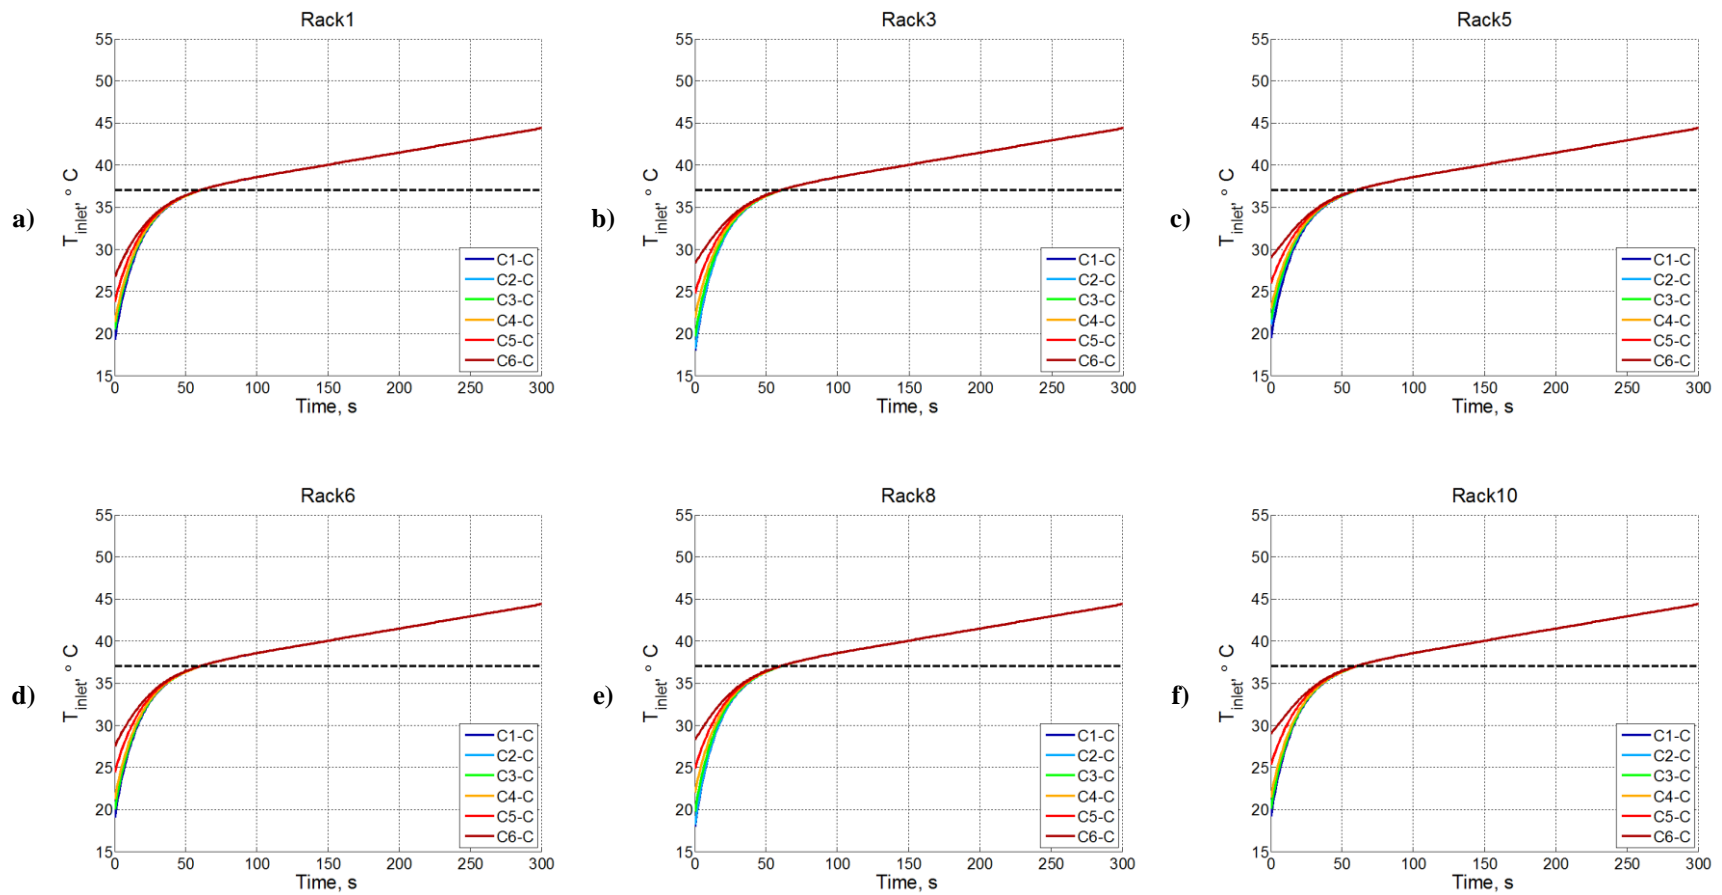 Rack1
a)
T_inlet, ° C
55
50
45
40
35
30
25
20
15
0
50
100
150
200
250
300
Time, s
C1-C
C2-C
C3-C
C4-C
C5-C
C6-C
Rack3
b)
T_inlet, ° C
55
50
45
40
35
30
25
20
15
0
50
100
150
200
250
300
Time, s
C1-C
C2-C
C3-C
C4-C
C5-C
C6-C
Rack5
c)
T_inlet, ° C
55
50
45
40
35
30
25
20
15
0
50
100
150
200
250
300
Time, s
C1-C
C2-C
C3-C
C4-C
C5-C
C6-C
Rack6
d)
T_inlet, ° C
55
50
45
40
35
30
25
20
15
0
50
100
150
200
250
300
Time, s
C1-C
C2-C
C3-C
C4-C
C5-C
C6-C
Rack8
e)
T_inlet, ° C
55
50
45
40
35
30
25
20
15
0
50
100
150
200
250
300
Time, s
C1-C
C2-C
C3-C
C4-C
C5-C
C6-C
Rack10
f)
T_inlet, ° C
55
50
45
40
35
30
25
20
15
0
50
100
150
200
250
300
Time, s
C1-C
C2-C
C3-C
C4-C
C5-C
C6-C